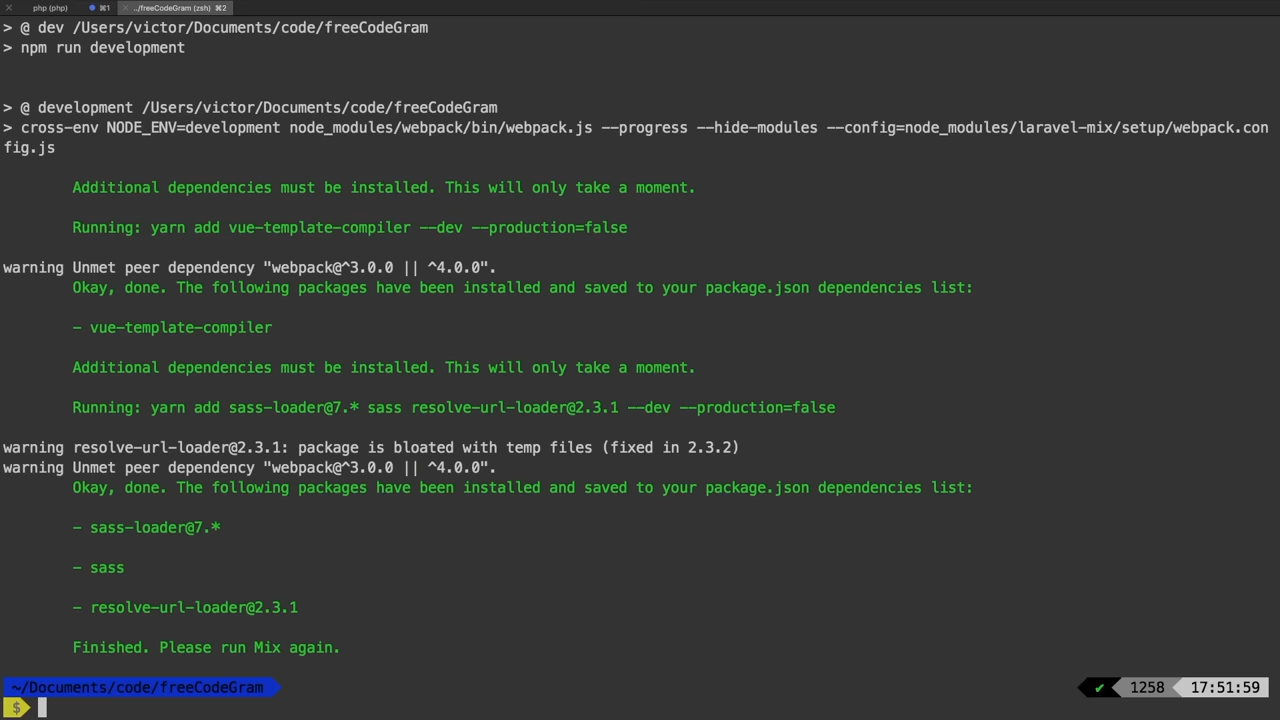 php (php) ⌘1 ../freeCodeGram (zsh) ⌘2
> @ dev /Users/victor/Documents/code/freeCodeGram
> npm run development
> @ development /Users/victor/Documents/code/freeCodeGram
> cross-env NODE_ENV=development node_modules/webpack/bin/webpack.js --progress --hide-modules --config=node_modules/laravel-mix/setup/webpack.con
fig.js
Additional dependencies must be installed. This will only take a moment.
Running: yarn add vue-template-compiler --dev --production=false
warning Unmet peer dependency "webpack@^3.0.0 || ^4.0.0".
Okay, done. The following packages have been installed and saved to your package.json dependencies list:
- vue-template-compiler
Additional dependencies must be installed. This will only take a moment.
Running: yarn add sass-loader@7.* sass resolve-url-loader@2.3.1 --dev --production=false
warning resolve-url-loader@2.3.1: package is bloated with temp files (fixed in 2.3.2)
warning Unmet peer dependency "webpack@^3.0.0 || ^4.0.0".
Okay, done. The following packages have been installed and saved to your package.json dependencies list:
- sass-loader@7.*
- sass
- resolve-url-loader@2.3.1
Finished. Please run Mix again.
~/Documents/code/freeCodeGram ✔ 1258 17:51:59
$